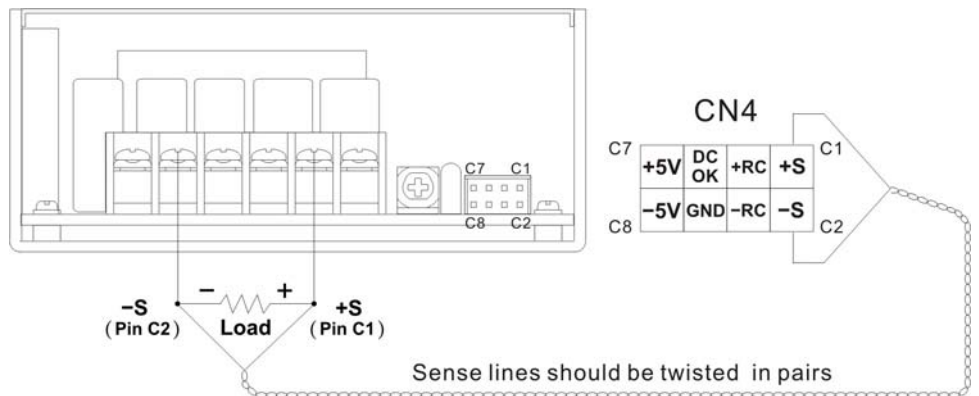 CN4
C7 C1
+5V DC OK +RC +S
−5V GND −RC −S
C8 C2
C7 C1
C8 C2
− +
−S Load +S
(Pin C2) (Pin C1)
Sense lines should be twisted in pairs